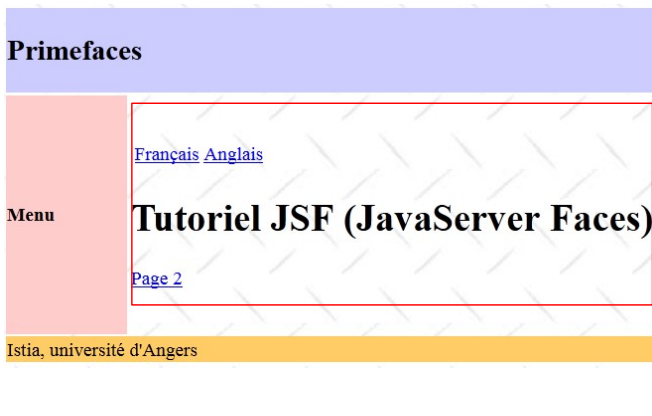 Primefaces
Français Anglais
Menu
Tutoriel JSF (JavaServer Faces)
Page 2
Istia, université d'Angers